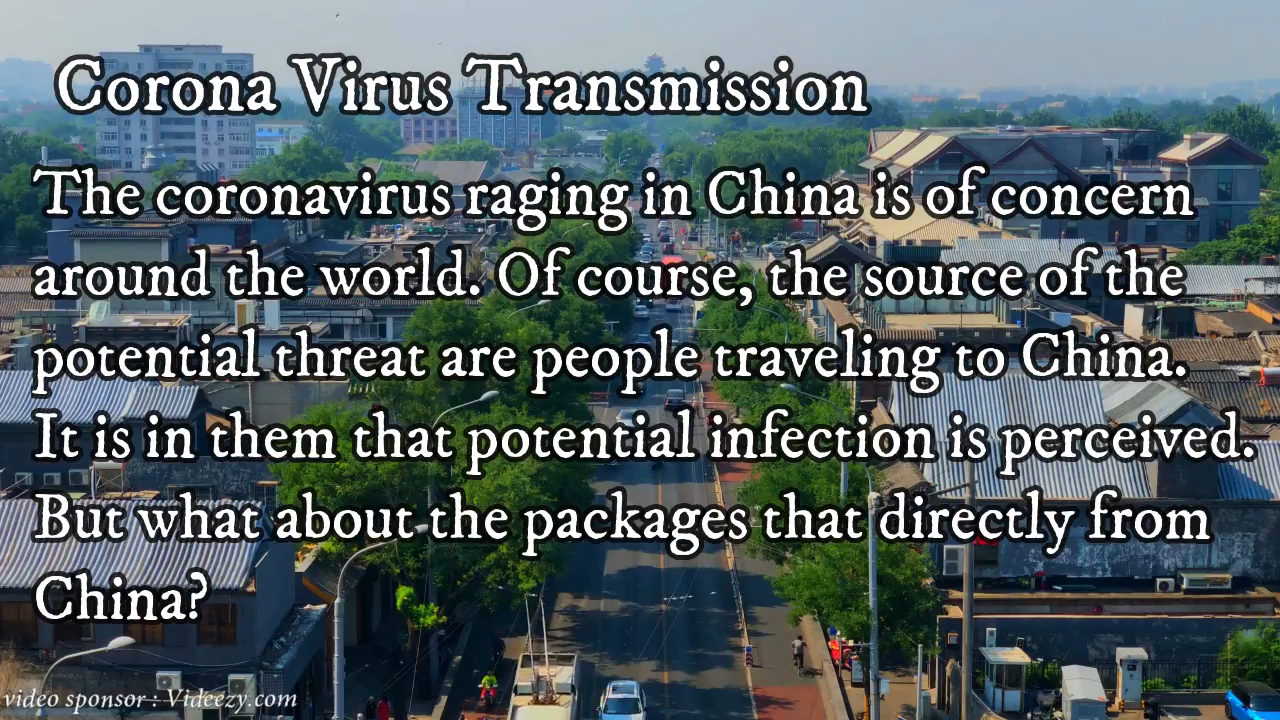 Corona Virus Transmission
The coronavirus raging in China is of concern
around the world. Of course, the source of the
potential threat are people traveling to China.
It is in them that potential infection is perceived.
But what about the packages that directly from
China?
video sponsor : Videezy.com